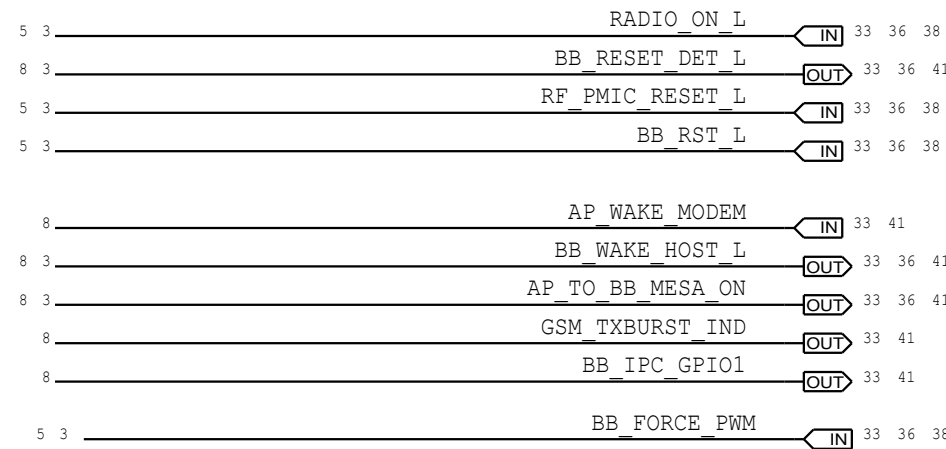 5 3 RADIO_ON_L IN 33 36 38
8 3 BB_RESET_DET_L OUT 33 36 41
5 3 RF_PMIC_RESET_L IN 33 36 38
5 3 BB_RST_L IN 33 36 38
8 AP_WAKE_MODEM IN 33 41
8 3 BB_WAKE_HOST_L OUT 33 36 41
8 3 AP_TO_BB_MESA_ON OUT 33 36 41
8 GSM_TXBURST_IND OUT 33 41
8 BB_IPC_GPIO1 OUT 33 41
5 3 BB_FORCE_PWM IN 33 36 38